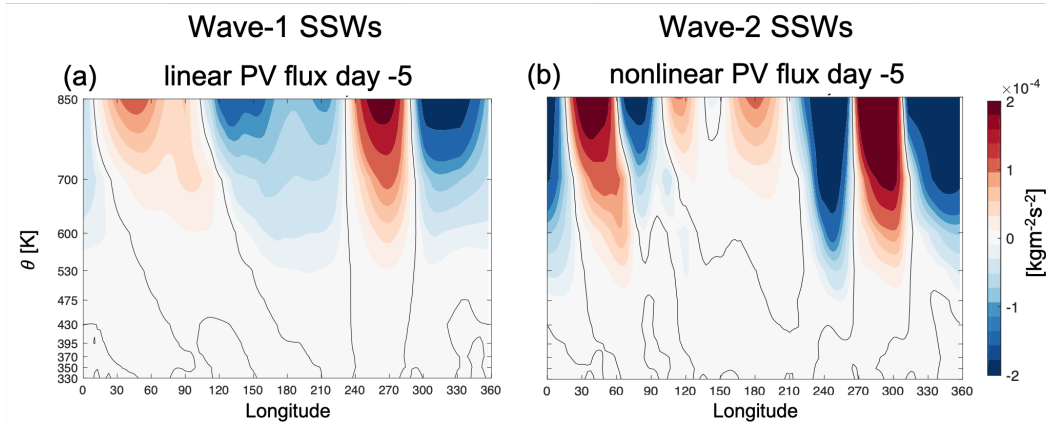 Wave-1 SSWs
Wave-2 SSWs
(a) linear PV flux day -5
(b) nonlinear PV flux day -5
850
700
600
530
475
430
395
370
350
330
θ [K]
0 30 60 90 120 150 180 210 240 270 300 330 360
Longitude
0 30 60 90 120 150 180 210 240 270 300 330 360
Longitude
×10⁻⁴
2
1
0
-1
-2
[kgm⁻²s⁻²]